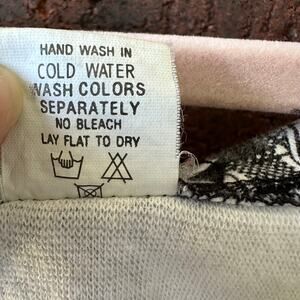 HAND WASH IN
COLD WATER
WASH COLORS
SEPARATELY
NO BLEACH
LAY FLAT TO DRY